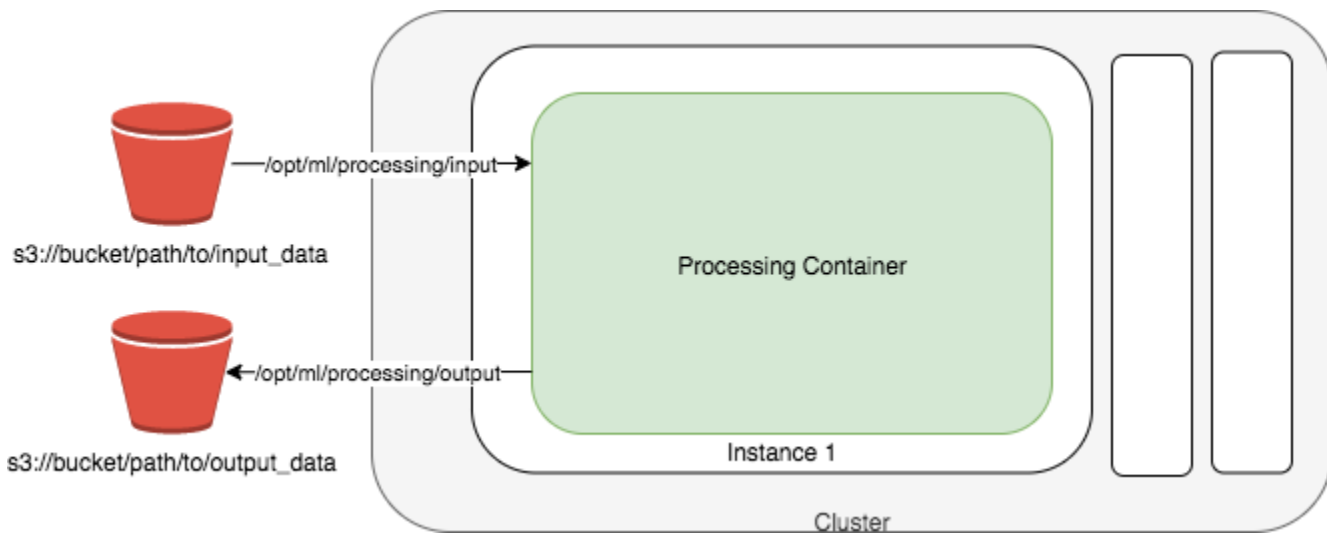 /opt/ml/processing/input
s3://bucket/path/to/input_data
Processing Container
/opt/ml/processing/output
s3://bucket/path/to/output_data
Instance 1
Cluster